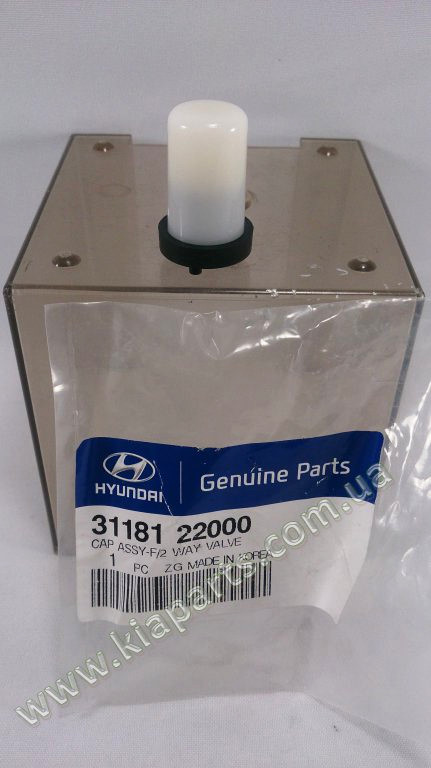 HYUNDAI
Genuine Parts
31181 22000
CAP ASSY-F/2 WAY VALVE
1 PC ZG MADE IN KOREA
www.kiaparts.com.ua